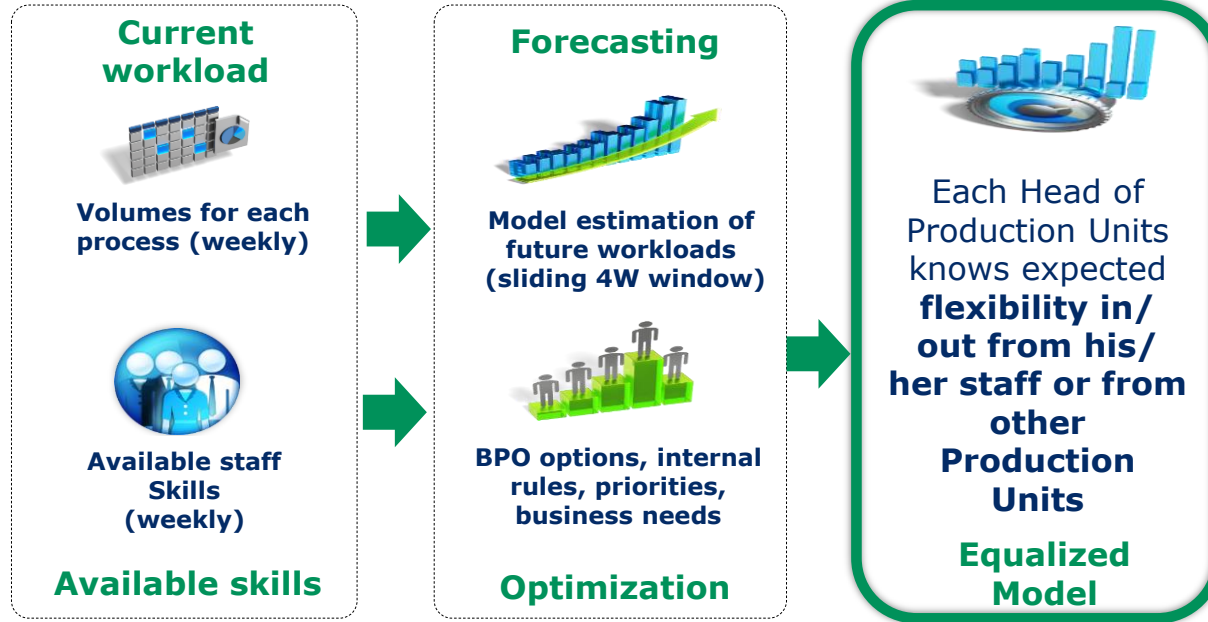 Current
workload
Volumes for each
process (weekly)
Available staff
Skills
(weekly)
Available skills
Forecasting
Model estimation of
future workloads
(sliding 4W window)
BPO options, internal
rules, priorities,
business needs
Optimization
Each Head of
Production Units
knows expected
flexibility in/
out from his/
her staff or from
other
Production
Units
Equalized
Model